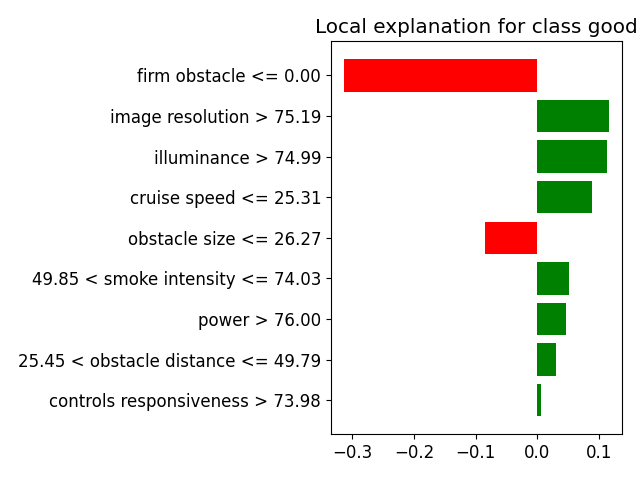 Local explanation for class good
firm obstacle <= 0.00
image resolution > 75.19
illuminance > 74.99
cruise speed <= 25.31
obstacle size <= 26.27
49.85 < smoke intensity <= 74.03
power > 76.00
25.45 < obstacle distance <= 49.79
controls responsiveness > 73.98
−0.3 −0.2 −0.1 0.0 0.1